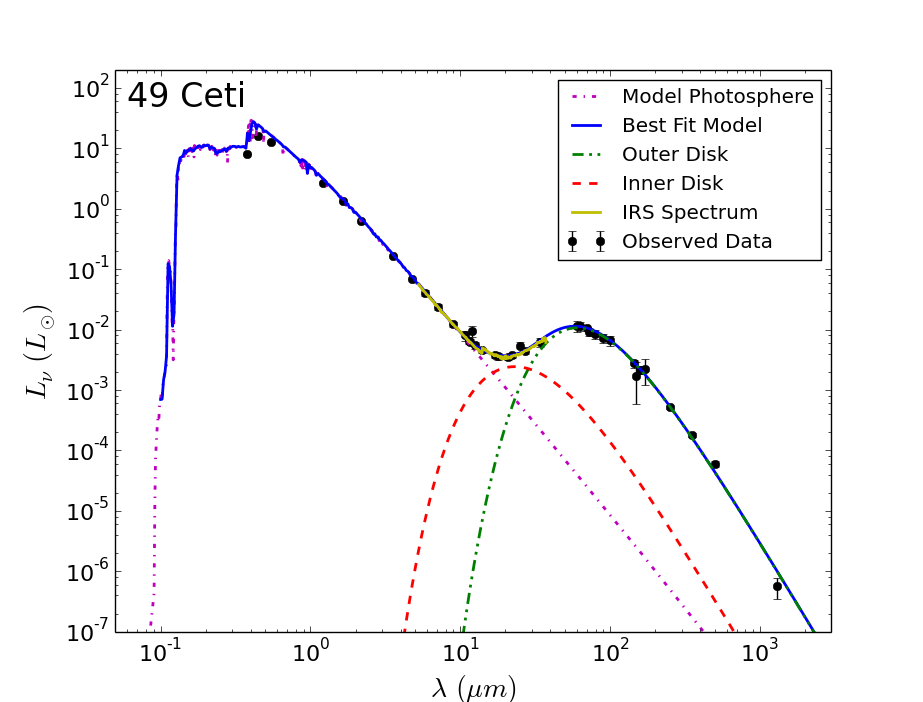 49 Ceti
Model Photosphere
Best Fit Model
Outer Disk
Inner Disk
IRS Spectrum
Observed Data
10^2
10^1
10^0
10^-1
10^-2
10^-3
10^-4
10^-5
10^-6
10^-7
L_ν (L_☉)
10^-1 10^0 10^1 10^2 10^3
λ (μm)